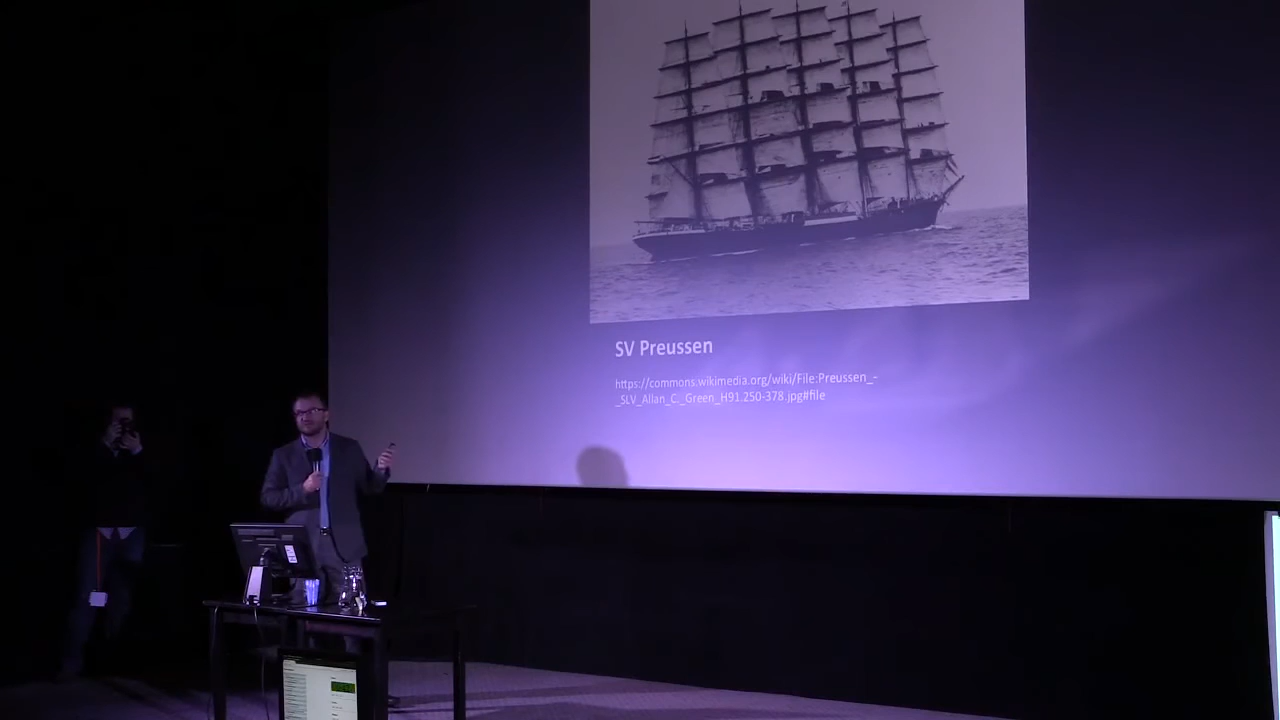 SV Preussen
https://commons.wikimedia.org/wiki/File:Preussen_-
_SLV_Allan_C._Green_H91.250-378.jpg#file